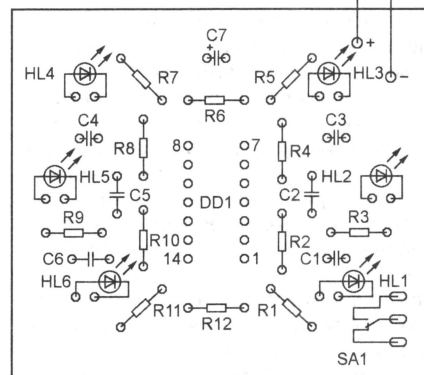 C7
+
+
HL4
R7
R5
HL3
−
R6
C4
C3
R8
8
7
R4
HL5
C5
DD1
C2
HL2
R9
R10
R2
R3
C6
14
1
C1
HL6
HL1
R11
R12
R1
SA1